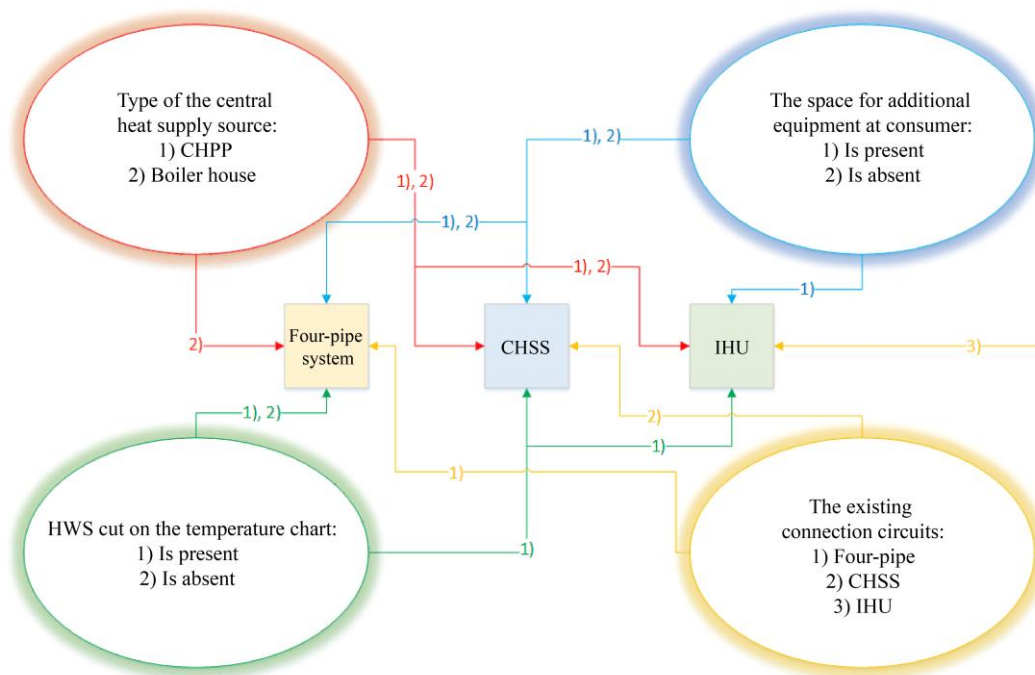 Type of the central
heat supply source:
1) CHPP
2) Boiler house
The space for additional
equipment at consumer:
1) Is present
2) Is absent
1), 2)
1), 2)
1), 2)
1), 2)
1)
2)
Four-pipe
system
CHSS
IHU
3)
1), 2)
2)
1)
1)
1)
HWS cut on the temperature chart:
1) Is present
2) Is absent
The existing
connection circuits:
1) Four-pipe
2) CHSS
3) IHU